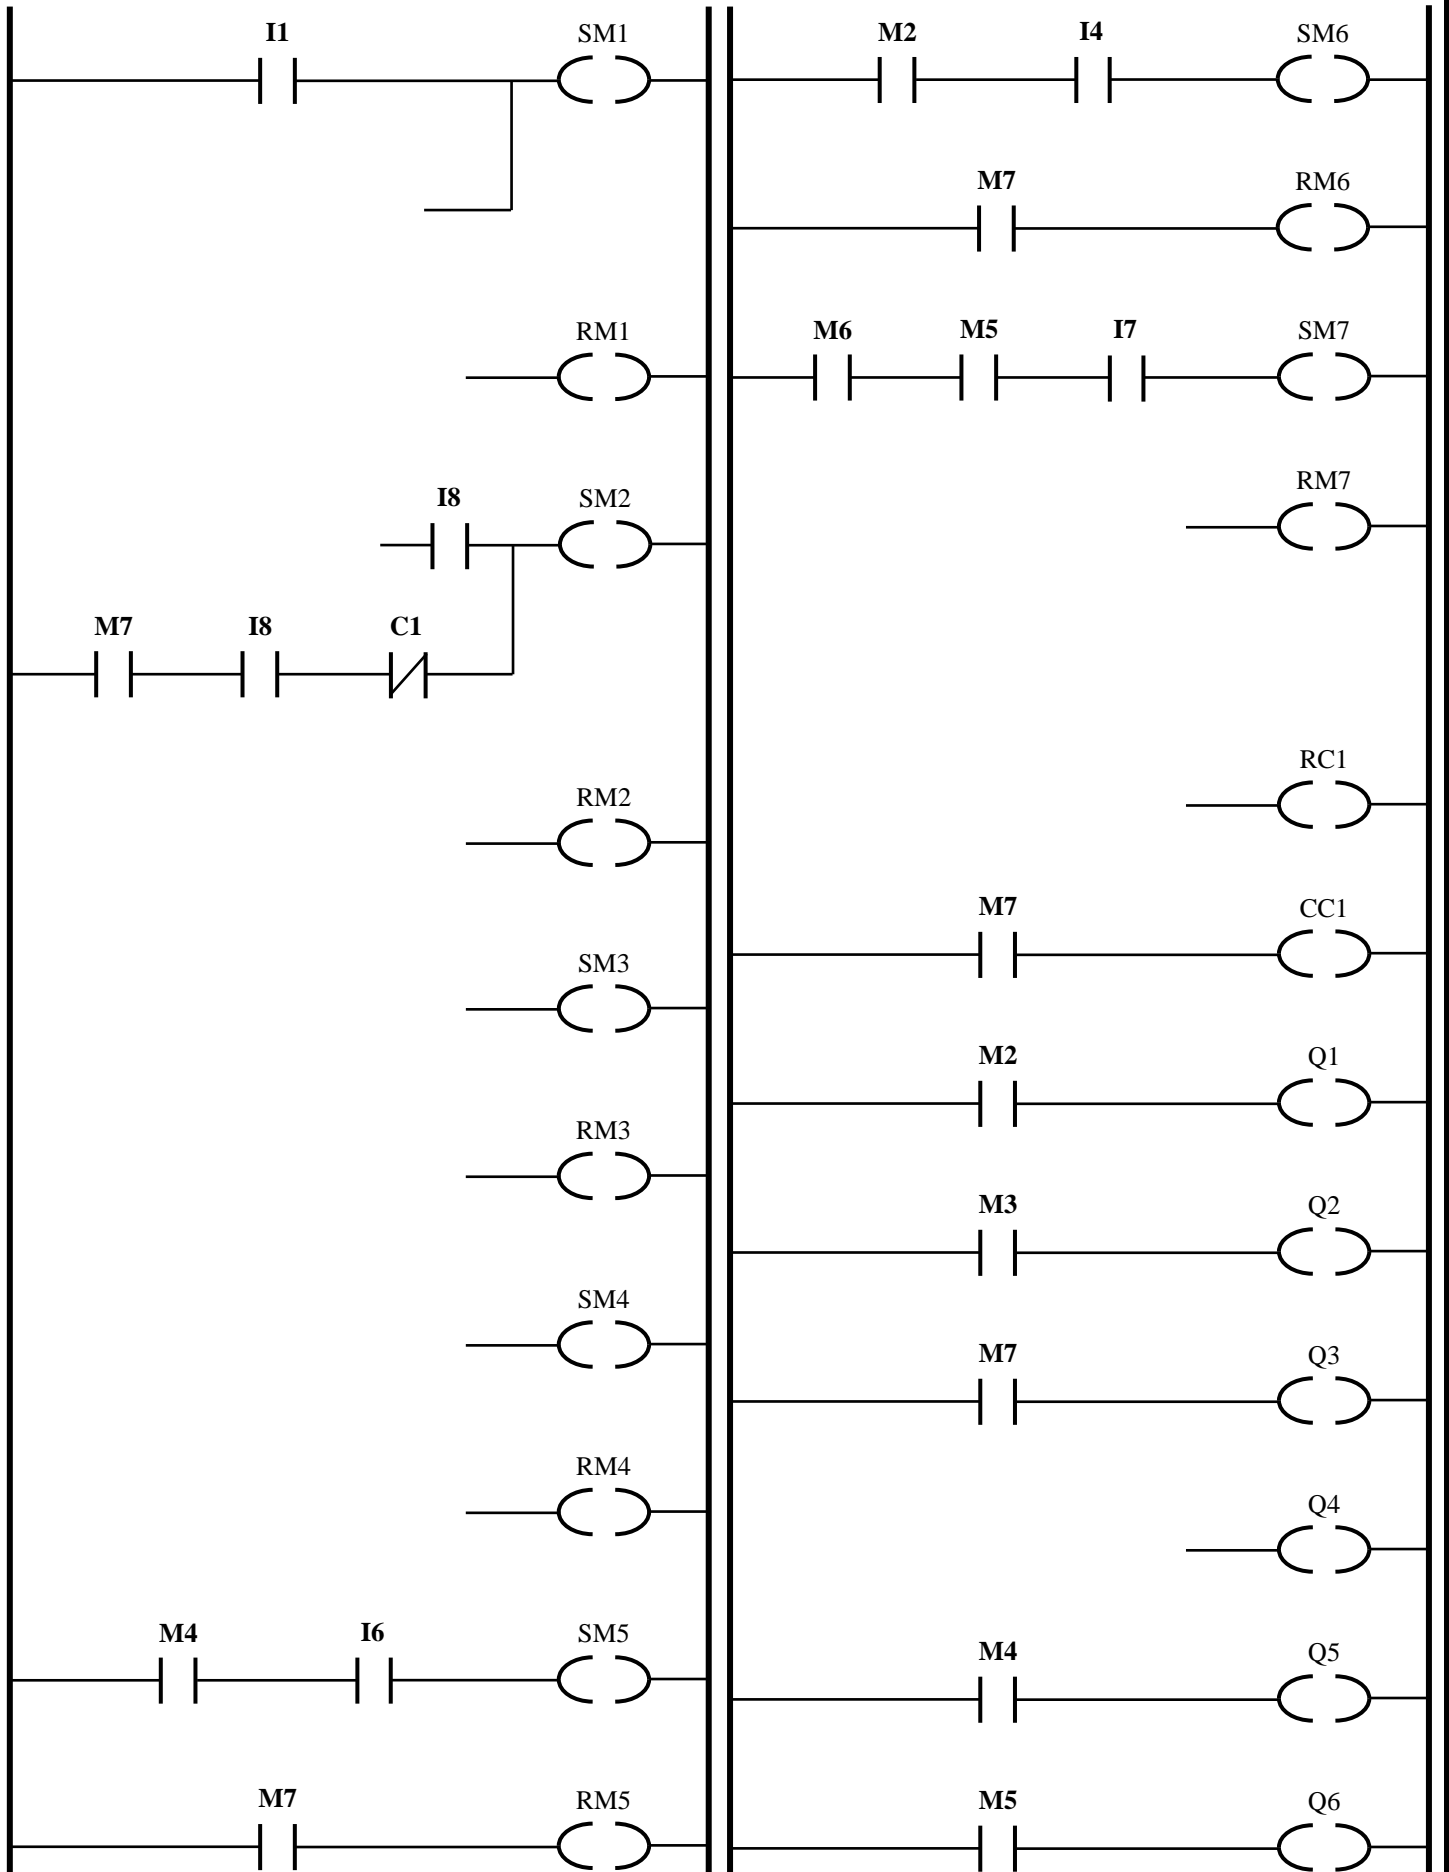 I1 SM1
RM1
I8 SM2
M7 I8 C1
RM2
SM3
RM3
SM4
RM4
M4 I6 SM5
M7 RM5
M2 I4 SM6
M7 RM6
M6 M5 I7 SM7
RM7
RC1
M7 CC1
M2 Q1
M3 Q2
M7 Q3
Q4
M4 Q5
M5 Q6